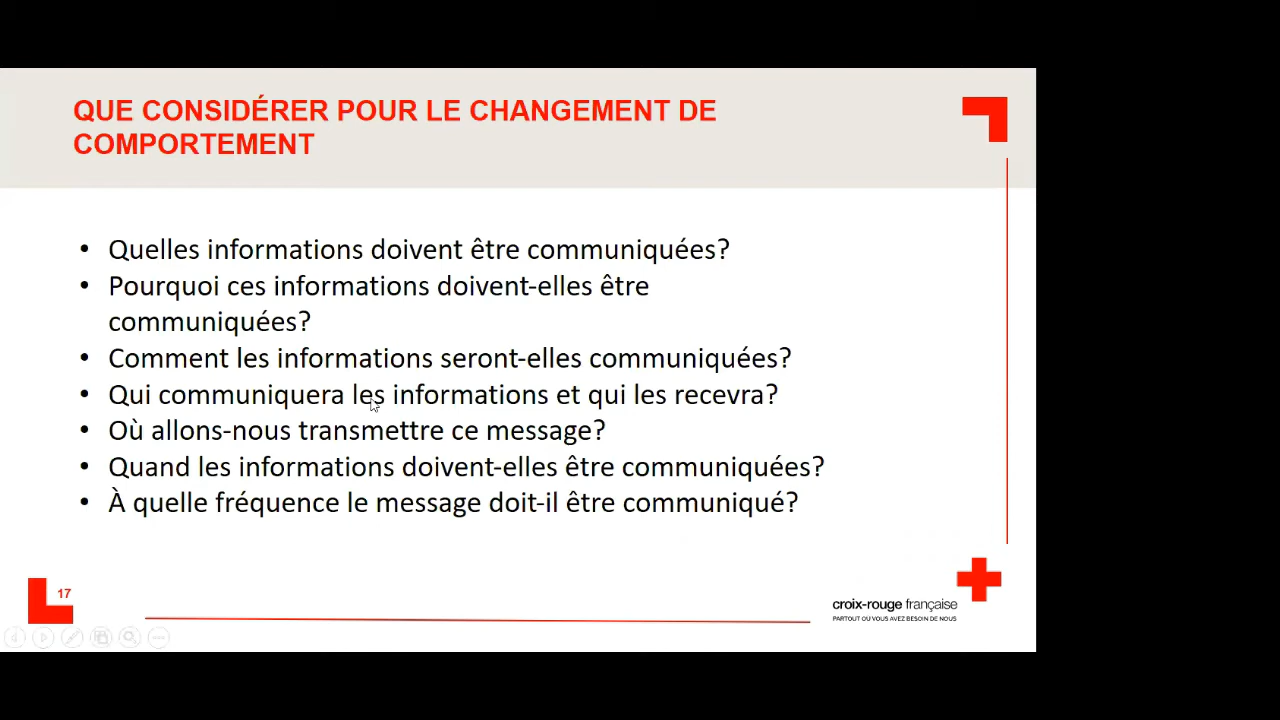 QUE CONSIDÉRER POUR LE CHANGEMENT DE
COMPORTEMENT
• Quelles informations doivent être communiquées?
• Pourquoi ces informations doivent-elles être
communiquées?
• Comment les informations seront-elles communiquées?
• Qui communiquera les informations et qui les recevra?
• Où allons-nous transmettre ce message?
• Quand les informations doivent-elles être communiquées?
• À quelle fréquence le message doit-il être communiqué?
17
croix-rouge française
PARTOUT OÙ VOUS AVEZ BESOIN DE NOUS